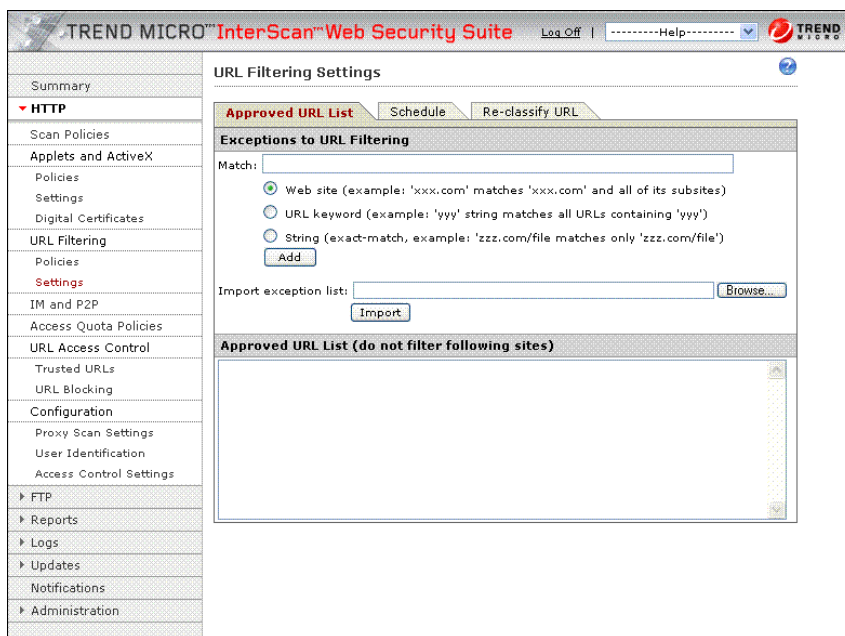 TREND MICRO™ InterScan™ Web Security Suite
Log Off | ---------Help---------
TREND MICRO
Summary
HTTP
Scan Policies
Applets and ActiveX
Policies
Settings
Digital Certificates
URL Filtering
Policies
Settings
IM and P2P
Access Quota Policies
URL Access Control
Trusted URLs
URL Blocking
Configuration
Proxy Scan Settings
User Identification
Access Control Settings
FTP
Reports
Logs
Updates
Notifications
Administration
URL Filtering Settings
?
Approved URL List
Schedule
Re-classify URL
Exceptions to URL Filtering
Match:
Web site (example: 'xxx.com' matches 'xxx.com' and all of its subsites)
URL keyword (example: 'yyy' string matches all URLs containing 'yyy')
String (exact-match, example: 'zzz.com/file matches only 'zzz.com/file')
Add
Import exception list:
Browse...
Import
Approved URL List (do not filter following sites)